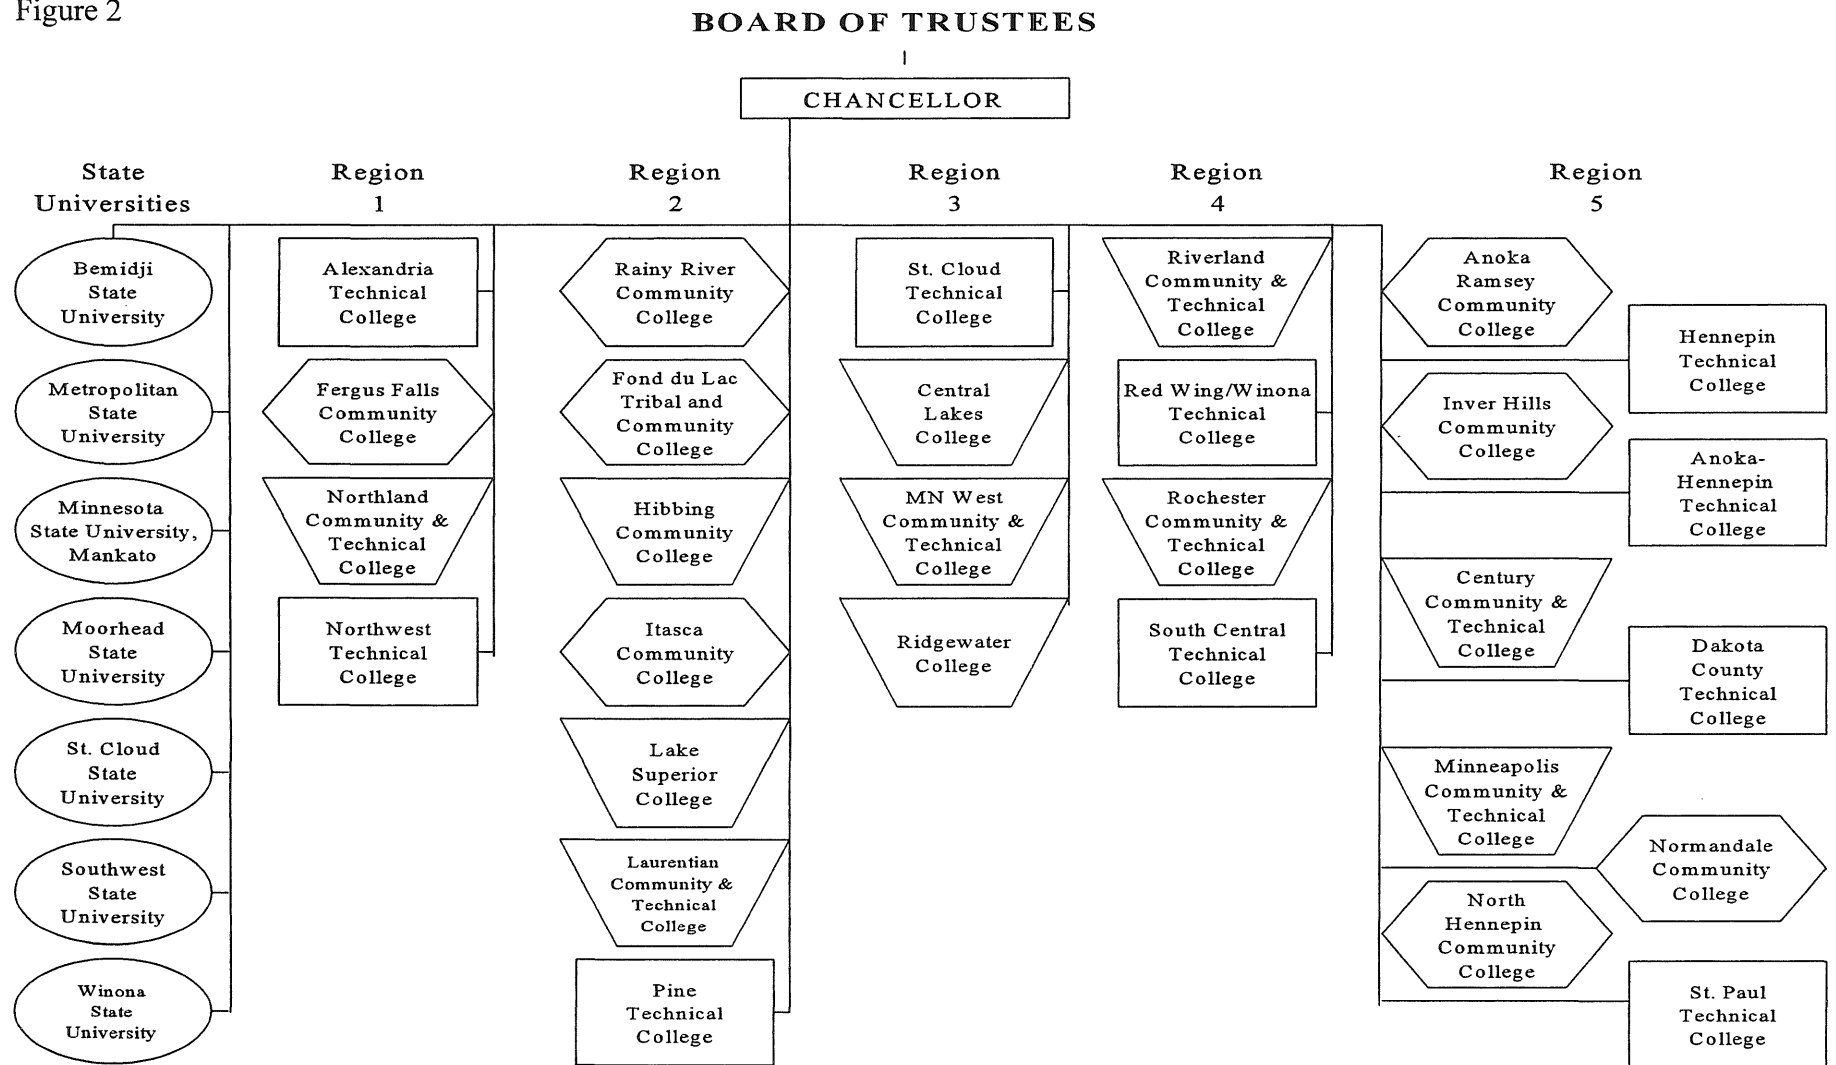 Figure 2
BOARD OF TRUSTEES
CHANCELLOR
State
Universities
Region
1
Region
2
Region
3
Region
4
Region
5
Bemidji
State
University
Metropolitan
State
University
Minnesota
State University,
Mankato
Moorhead
State
University
St. Cloud
State
University
Southwest
State
University
Winona
State
University
Alexandria
Technical
College
Fergus Falls
Community
College
Northland
Community &
Technical
College
Northwest
Technical
College
Rainy River
Community
College
Fond du Lac
Tribal and
Community
College
Hibbing
Community
College
Itasca
Community
College
Lake
Superior
College
Laurentian
Community &
Technical
College
Pine
Technical
College
St. Cloud
Technical
College
Central
Lakes
College
MN West
Community &
Technical
College
Ridgewater
College
Riverland
Community &
Technical
College
Red Wing/Winona
Technical
College
Rochester
Community &
Technical
College
South Central
Technical
College
Anoka
Ramsey
Community
College
Hennepin
Technical
College
Inver Hills
Community
College
Anoka-
Hennepin
Technical
College
Century
Community &
Technical
College
Dakota
County
Technical
College
Minneapolis
Community &
Technical
College
Normandale
Community
College
North
Hennepin
Community
College
St. Paul
Technical
College